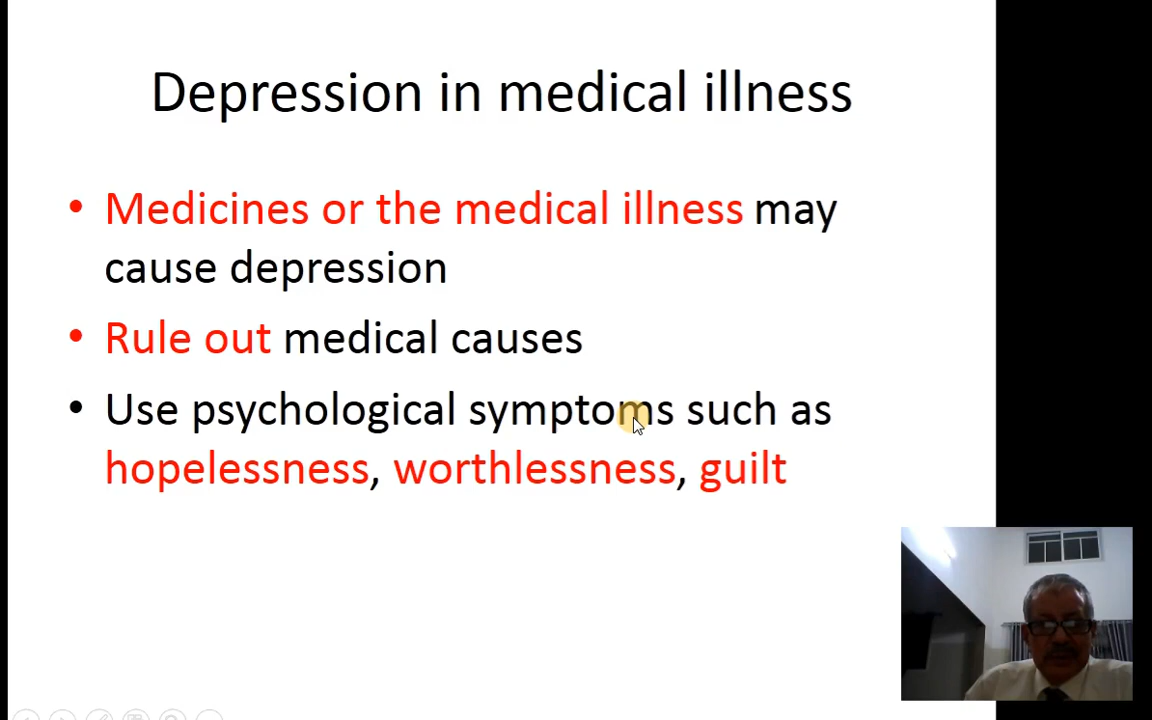 Depression in medical illness
• Medicines or the medical illness may
cause depression
• Rule out medical causes
• Use psychological symptoms such as
hopelessness, worthlessness, guilt